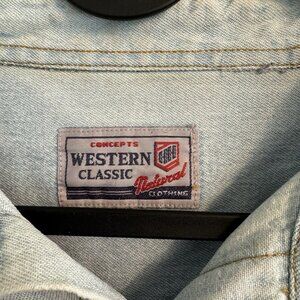 CONCEPTS
WESTERN
CLASSIC
Natural
CLOTHING